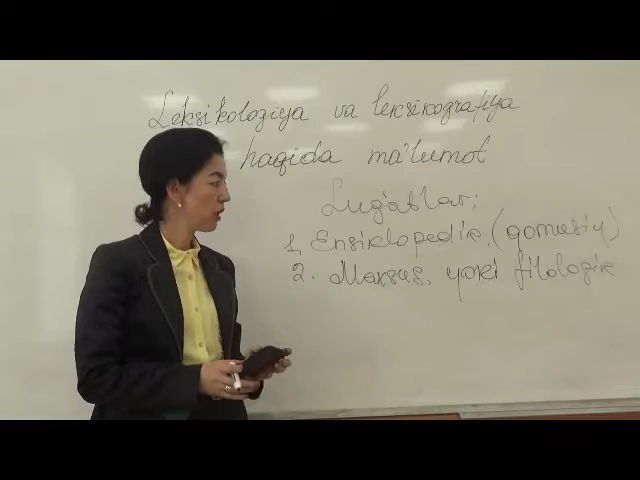 Leksikologiya va leksikografiya
haqida ma'lumot
Lug'atlar:
1. Ensiklopedik (qomusiy)
2. Maxsus, yoki filologik